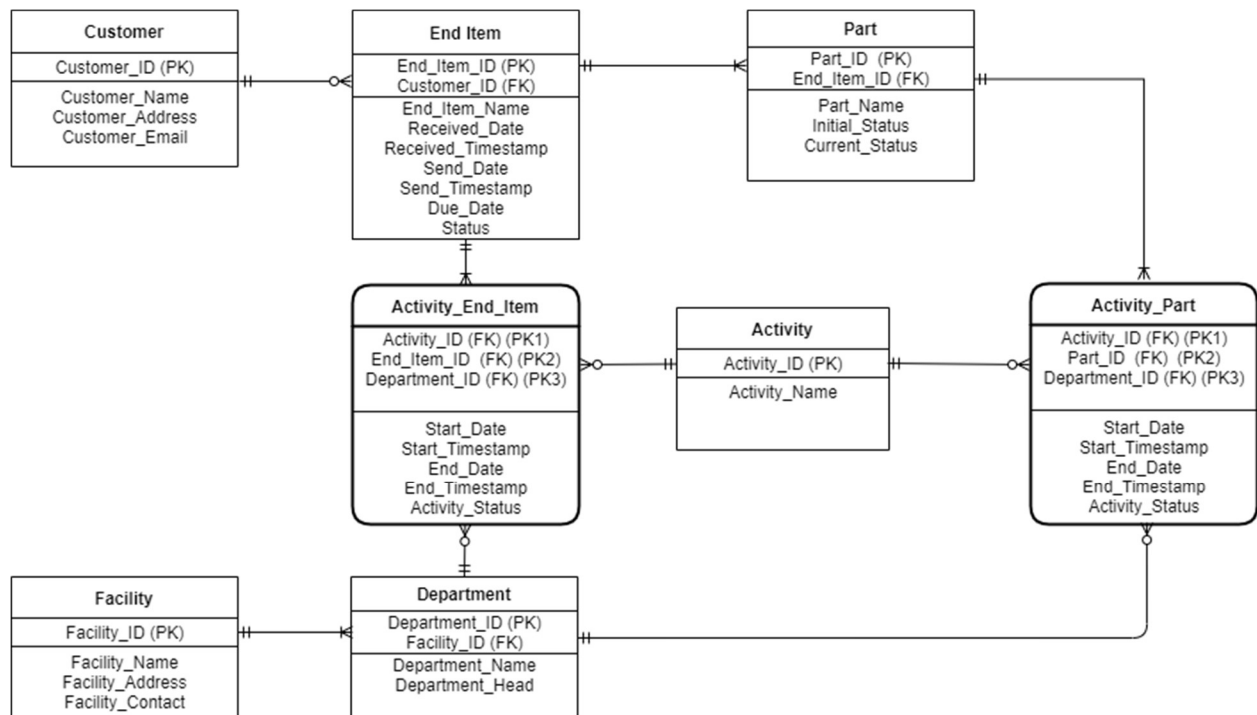 Customer
Customer_ID (PK)
Customer_Name
Customer_Address
Customer_Email
End Item
End_Item_ID (PK)
Customer_ID (FK)
End_Item_Name
Received_Date
Received_Timestamp
Send_Date
Send_Timestamp
Due_Date
Status
Part
Part_ID (PK)
End_Item_ID (FK)
Part_Name
Initial_Status
Current_Status
Activity_End_Item
Activity_ID (FK) (PK1)
End_Item_ID (FK) (PK2)
Department_ID (FK) (PK3)
Start_Date
Start_Timestamp
End_Date
End_Timestamp
Activity_Status
Activity
Activity_ID (PK)
Activity_Name
Activity_Part
Activity_ID (FK) (PK1)
Part_ID (FK) (PK2)
Department_ID (FK) (PK3)
Start_Date
Start_Timestamp
End_Date
End_Timestamp
Activity_Status
Facility
Facility_ID (PK)
Facility_Name
Facility_Address
Facility_Contact
Department
Department_ID (PK)
Facility_ID (FK)
Department_Name
Department_Head